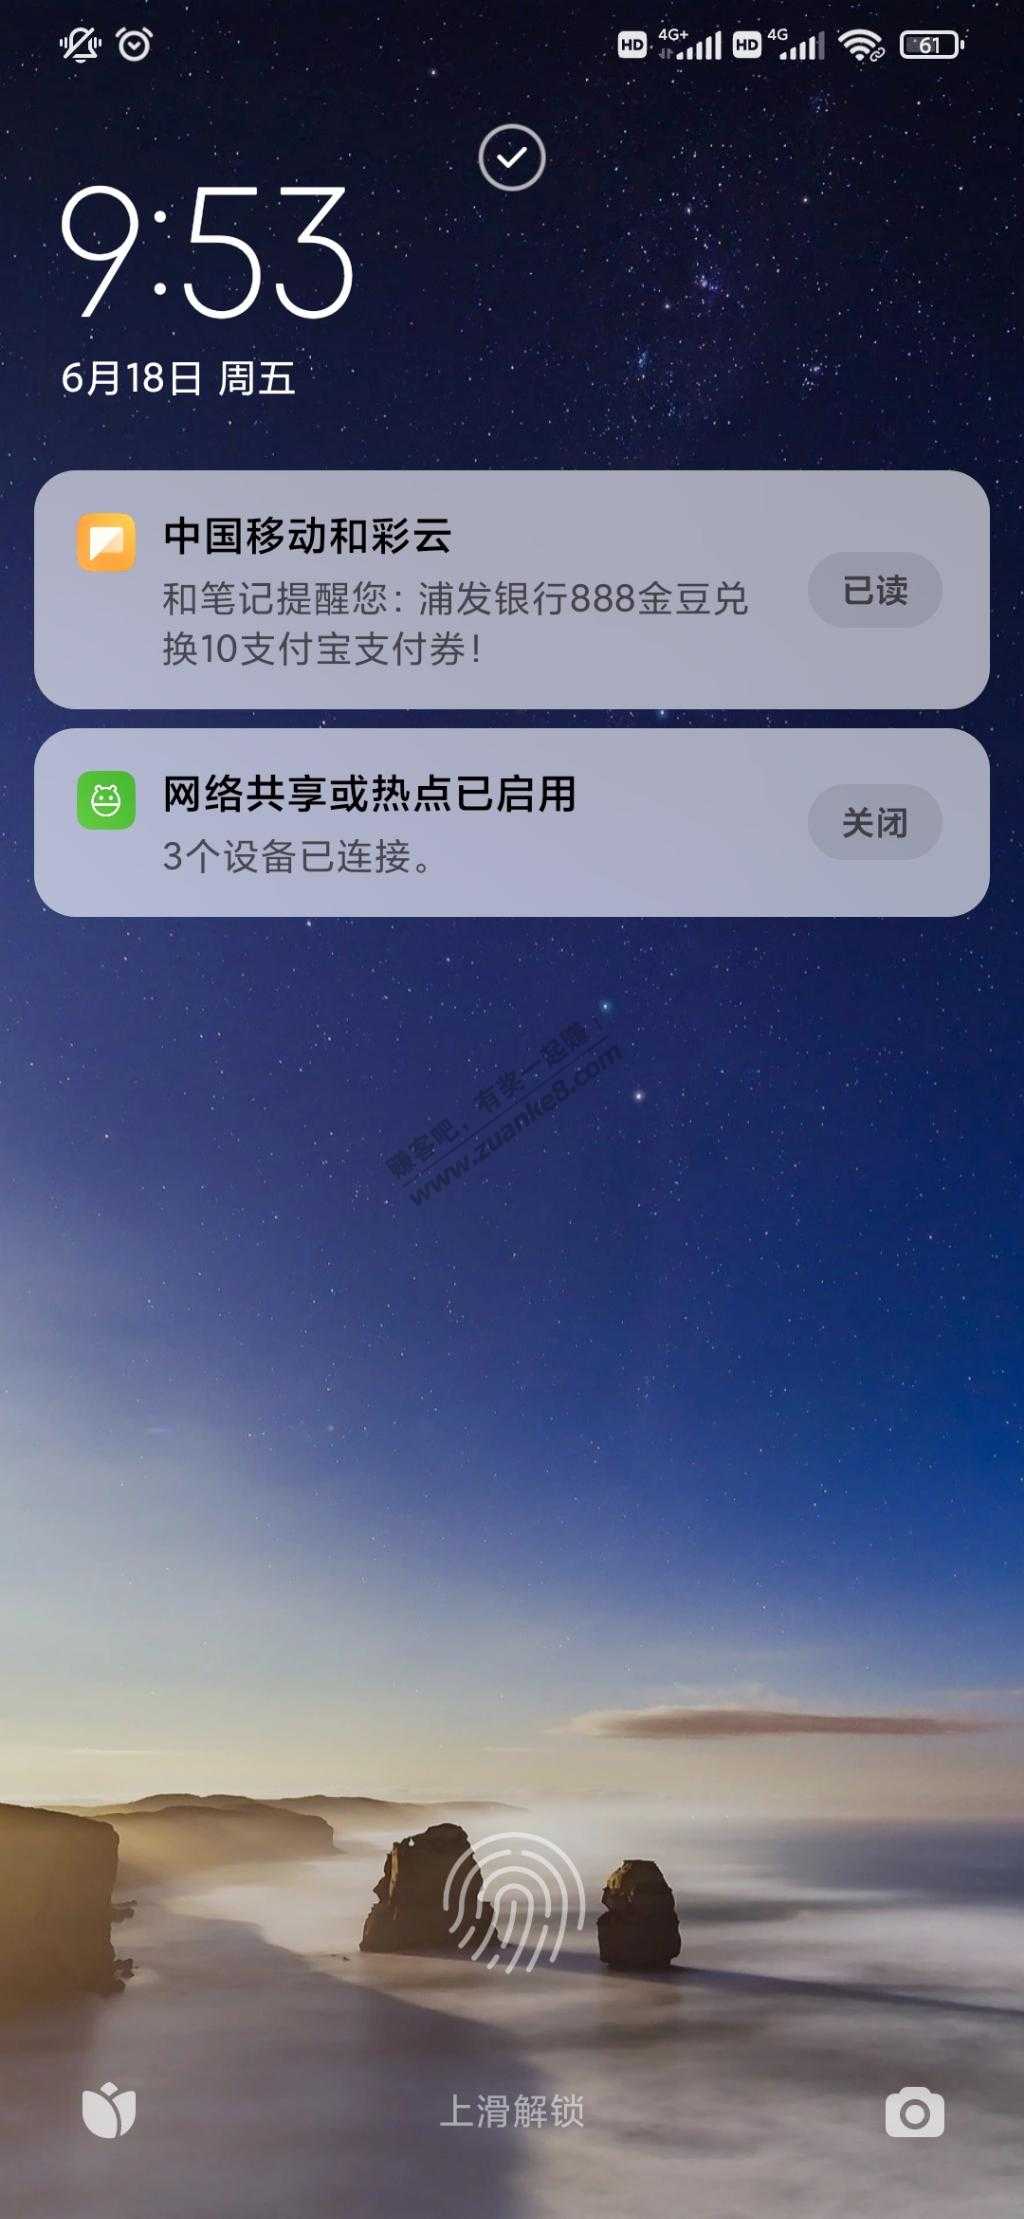 HD 4G+ HD 4G 61
9:53
6月18日 周五
中国移动和彩云
和笔记提醒您：浦发银行888金豆兑
换10支付宝支付券！
已读
网络共享或热点已启用
3个设备已连接。
关闭
赚客吧，有奖一起赚！
www.zuanke8.com
上滑解锁